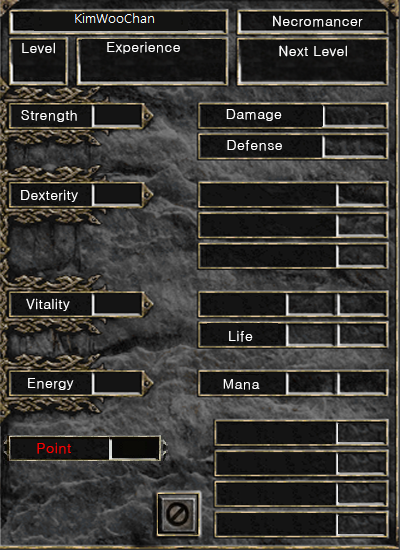 KimWooChan
Necromancer
Level
Experience
Next Level
Strength
Damage
Defense
Dexterity
Vitality
Life
Energy
Mana
Point